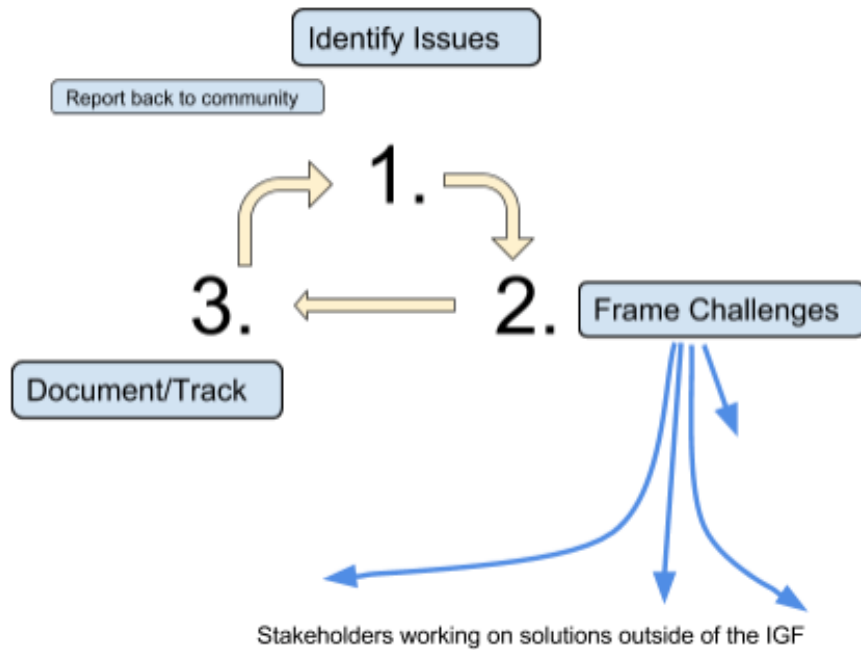 Identify Issues
Report back to community
1.
3.
2.
Frame Challenges
Document/Track
Stakeholders working on solutions outside of the IGF